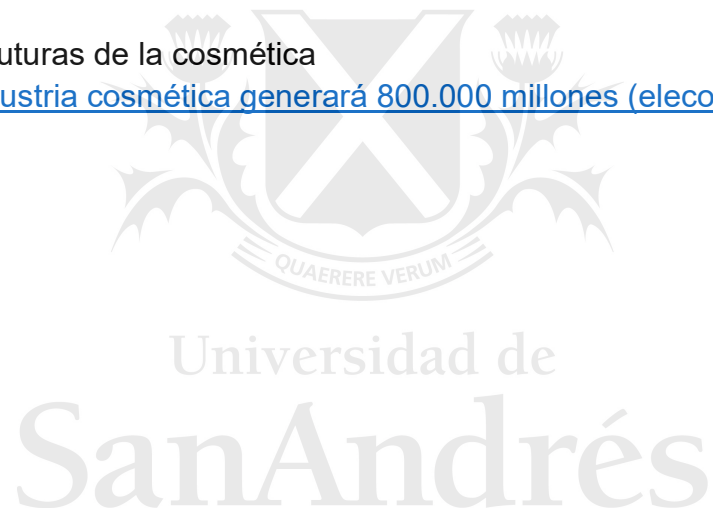 uturas de la cosmética
ustria cosmética generará 800.000 millones (eleco
QUAERERE VERUM
Universidad de
SanAndrés